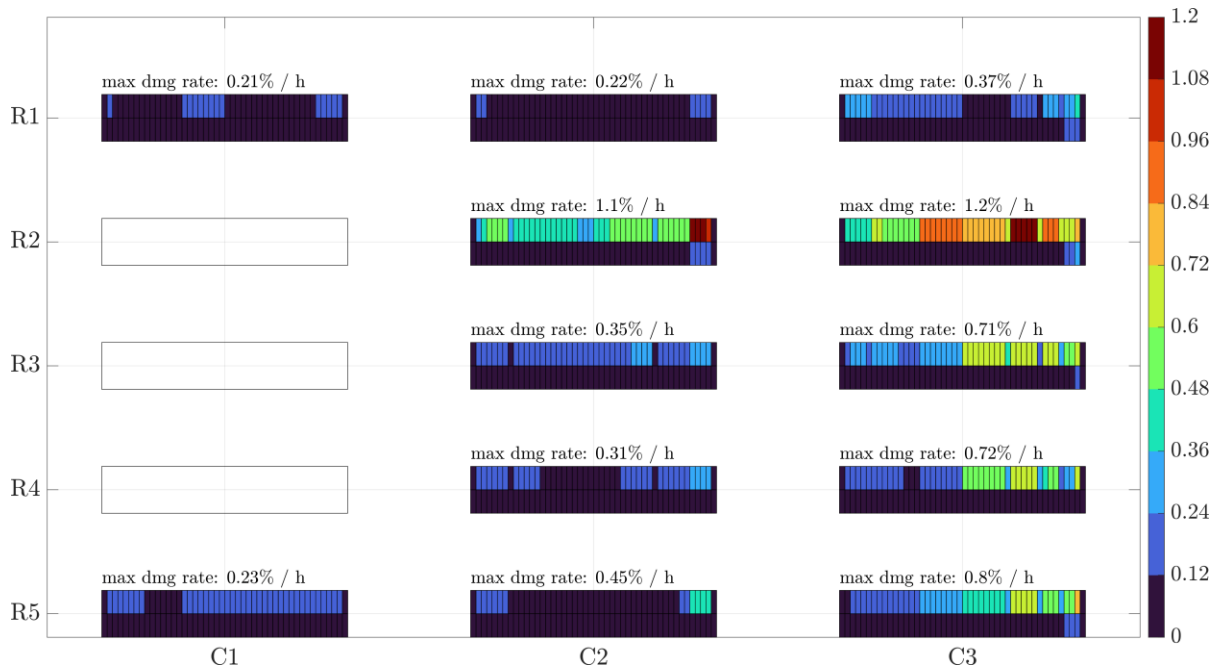 1.2
max dmg rate: 0.21% / h
max dmg rate: 0.22% / h
max dmg rate: 0.37% / h
1.08
R1
0.96
0.84
max dmg rate: 1.1% / h
max dmg rate: 1.2% / h
R2
0.72
0.6
max dmg rate: 0.35% / h
max dmg rate: 0.71% / h
R3
0.48
0.36
max dmg rate: 0.31% / h
max dmg rate: 0.72% / h
R4
0.24
0.12
max dmg rate: 0.23% / h
max dmg rate: 0.45% / h
max dmg rate: 0.8% / h
R5
0
C1
C2
C3